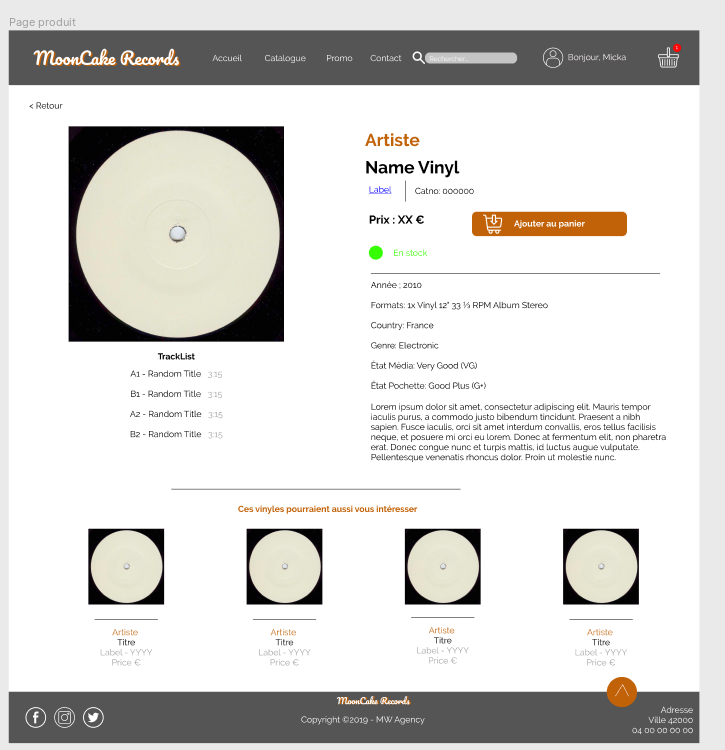 Page produit
MoonCake Records
Accueil Catalogue Promo Contact Rechercher... Bonjour, Micka 1
< Retour
Artiste
Name Vinyl
Label Catno: 000000
Prix : XX € Ajouter au panier
En stock
Année ; 2010
Formats: 1x Vinyl 12" 33 ⅓ RPM Album Stereo
Country: France
Genre: Electronic
État Média: Very Good (VG)
État Pochette: Good Plus (G+)
Lorem ipsum dolor sit amet, consectetur adipiscing elit. Mauris tempor
iaculis purus, a commodo justo bibendum tincidunt. Praesent a nibh
sapien. Fusce iaculis, orci sit amet interdum convallis, eros tellus facilisis
neque, et posuere mi orci eu lorem. Donec at fermentum elit, non pharetra
erat. Donec congue nunc et turpis mattis, id luctus augue vulputate.
Pellentesque venenatis rhoncus dolor. Proin ut molestie nunc.
TrackList
A1 - Random Title 3:15
B1 - Random Title 3:15
A2 - Random Title 3:15
B2 - Random Title 3:15
Ces vinyles pourraient aussi vous intéresser
Artiste
Titre
Label - YYYY
Price €
Artiste
Titre
Label - YYYY
Price €
Artiste
Titre
Label - YYYY
Price €
Artiste
Titre
Label - YYYY
Price €
MoonCake Records
Copyright ©2019 - MW Agency
Adresse
Ville 42000
04 00 00 00 00